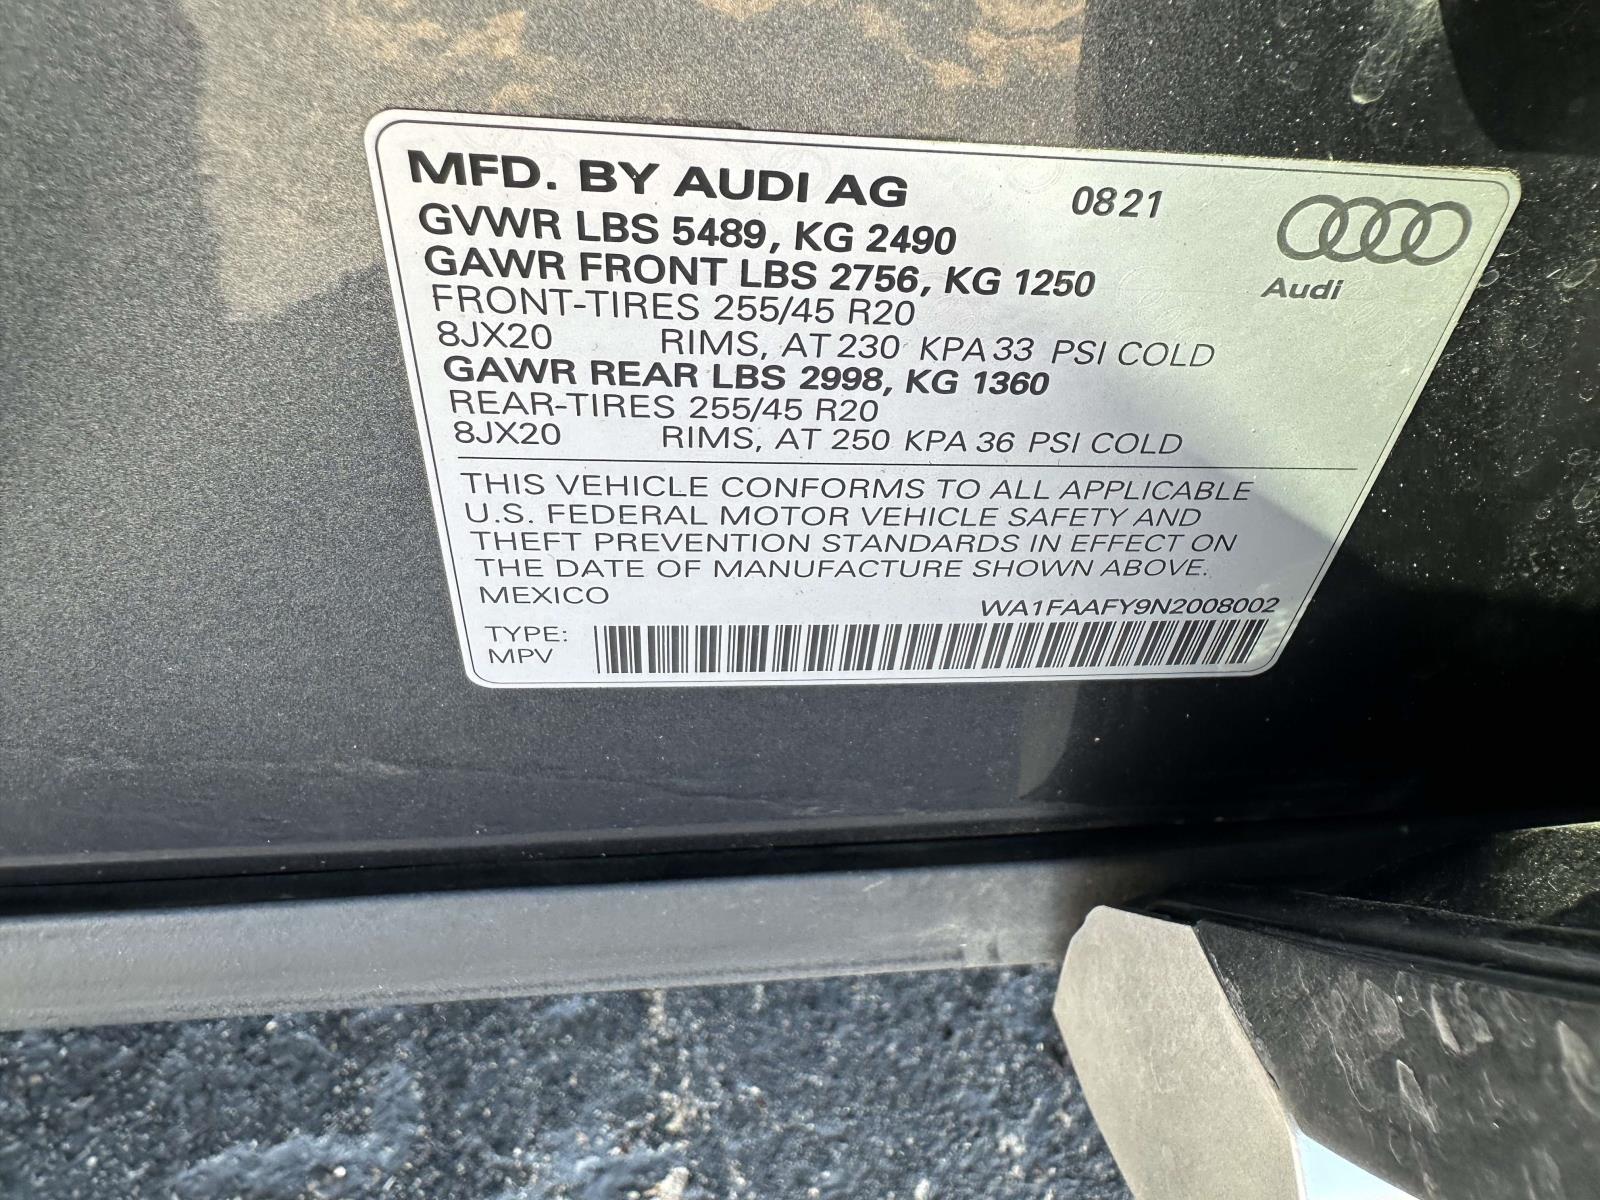 MFD. BY AUDI AG 0821
GVWR LBS 5489, KG 2490
GAWR FRONT LBS 2756, KG 1250
Audi
FRONT-TIRES 255/45 R20
8JX20 RIMS, AT 230 KPA 33 PSI COLD
GAWR REAR LBS 2998, KG 1360
REAR-TIRES 255/45 R20
8JX20 RIMS, AT 250 KPA 36 PSI COLD
THIS VEHICLE CONFORMS TO ALL APPLICABLE
U.S. FEDERAL MOTOR VEHICLE SAFETY AND
THEFT PREVENTION STANDARDS IN EFFECT ON
THE DATE OF MANUFACTURE SHOWN ABOVE.
MEXICO WA1FAAFY9N2008002
TYPE:
MPV